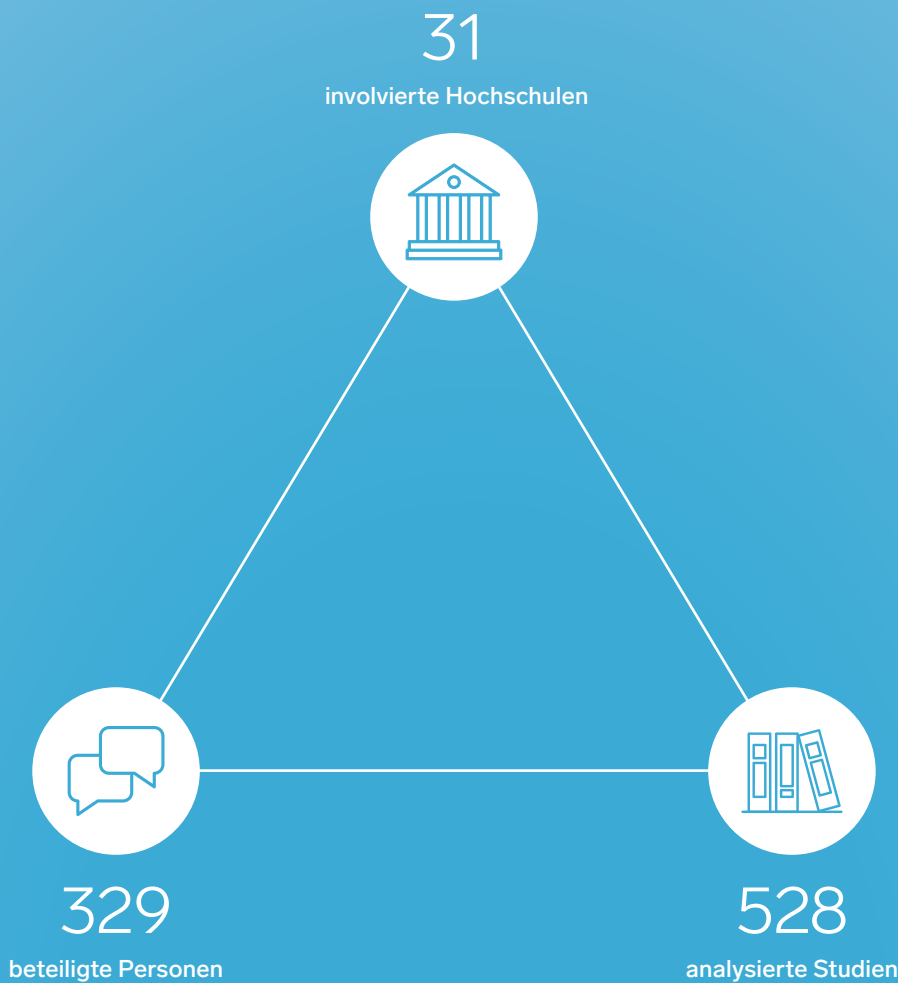 31
involvierte Hochschulen
329
beteiligte Personen
528
analysierte Studien